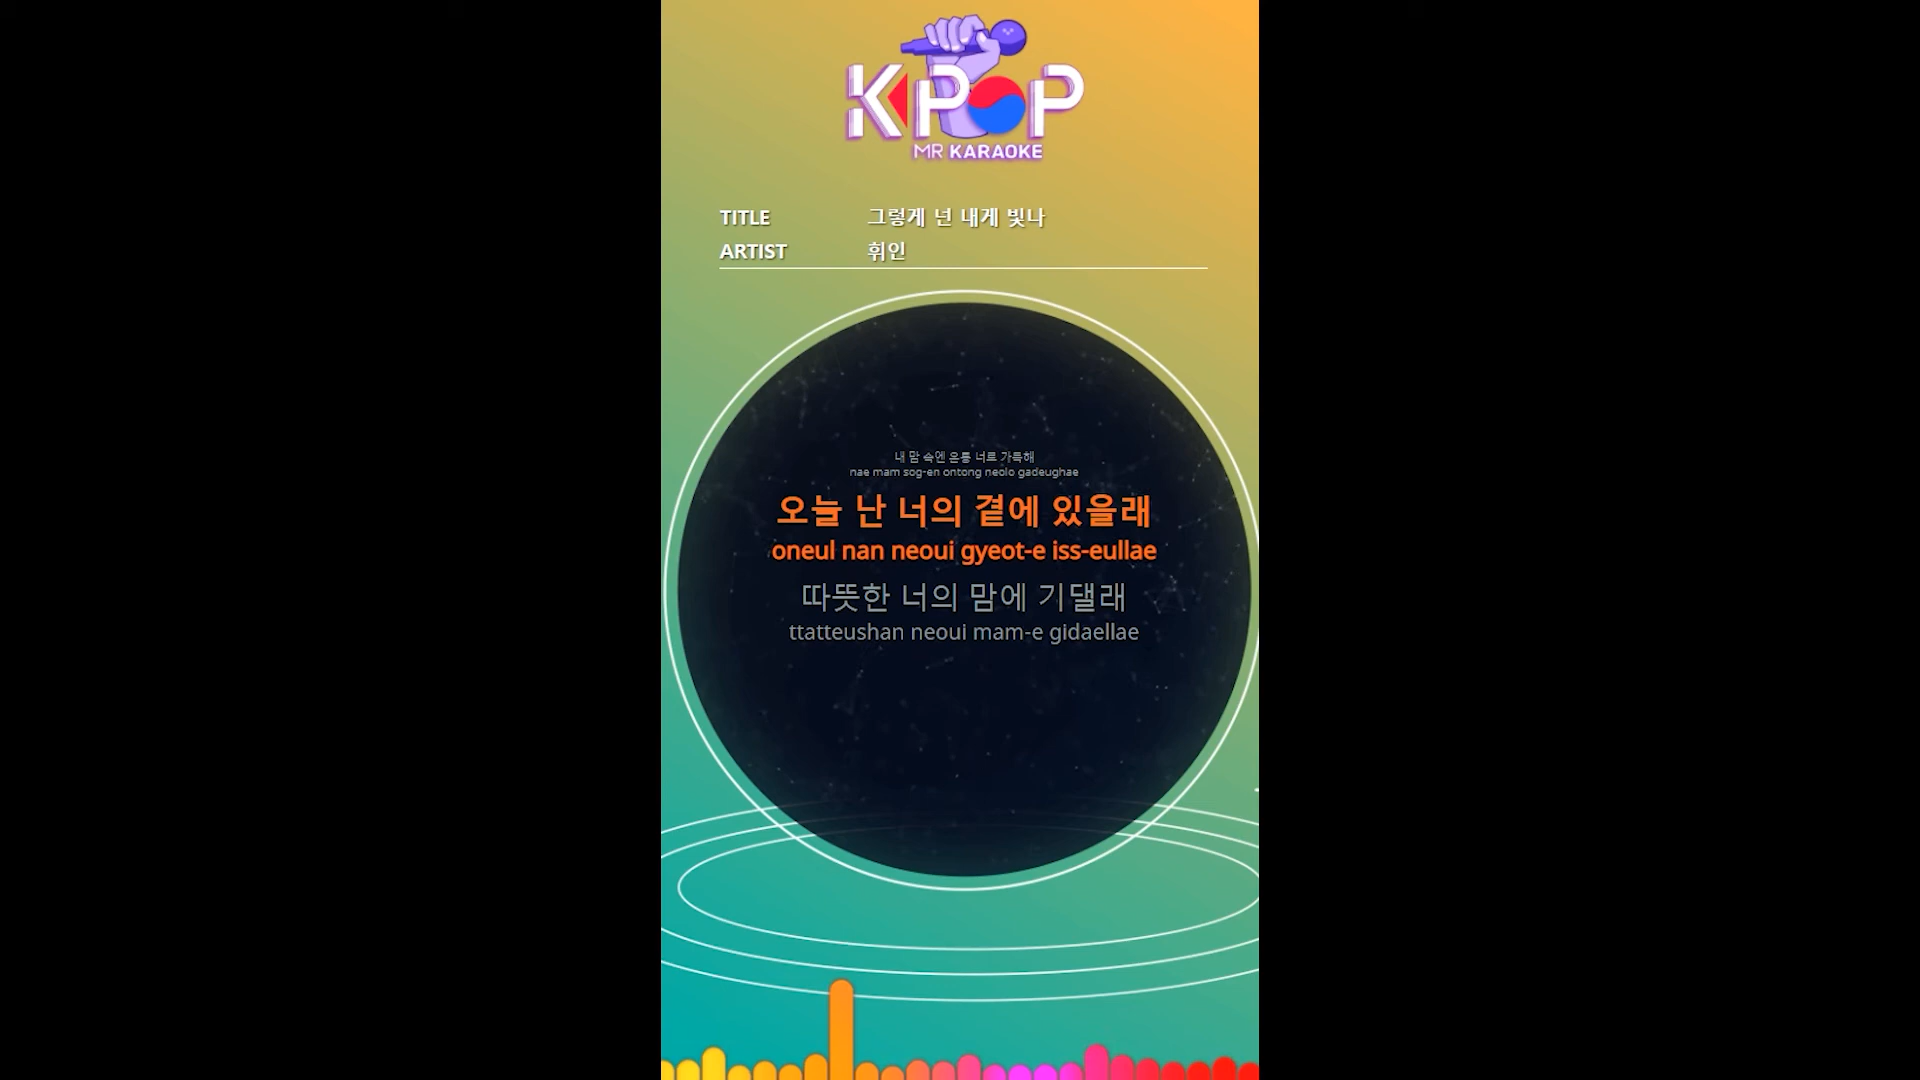 KPOP
MR KARAOKE
TITLE 그렇게 넌 내게 빛나
ARTIST 휘인
내 맘 속엔 온통 너로 가득해
nae mam sog-en ontong neolo gadeughae
오늘 난 너의 곁에 있을래
oneul nan neoui gyeot-e iss-eullae
따뜻한 너의 맘에 기댈래
ttatteushan neoui mam-e gidaellae